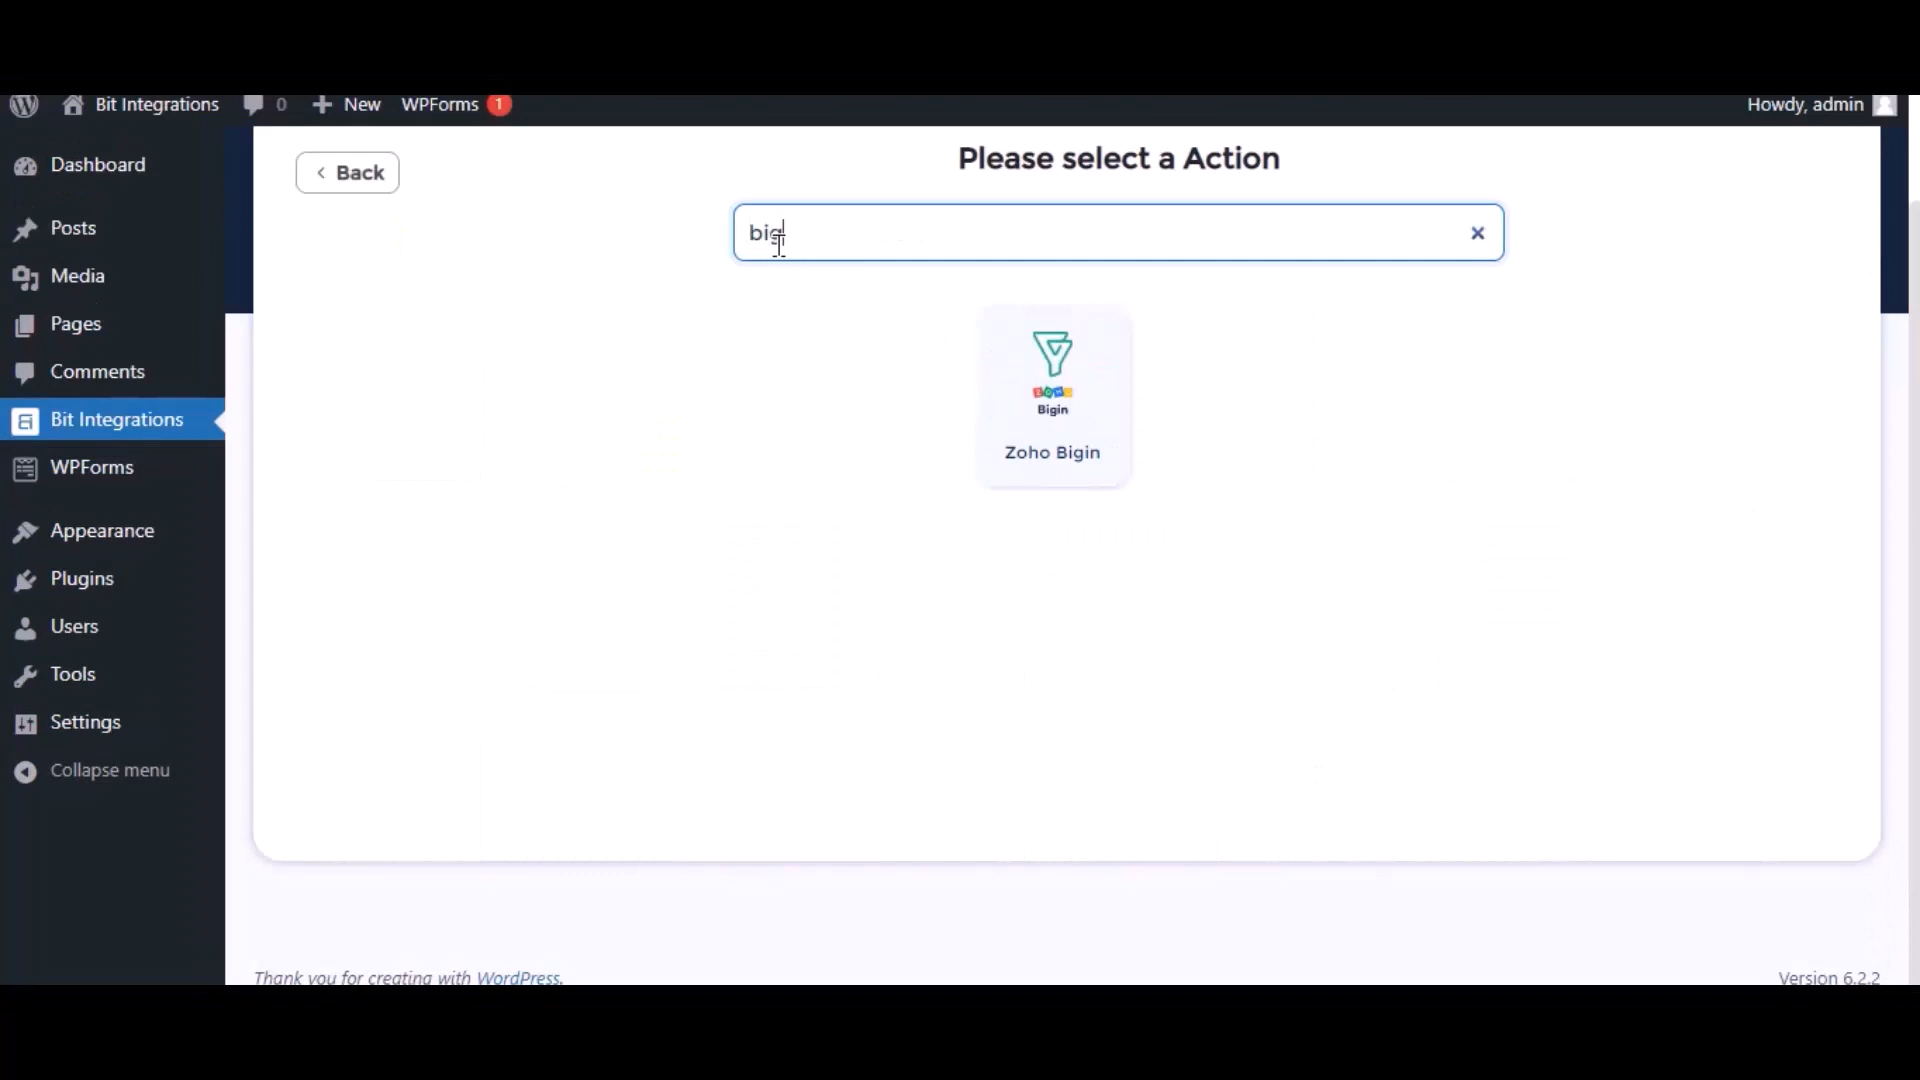 Bit Integrations 0 New WPForms 1 Howdy, admin
Dashboard
Posts
Media
Pages
Comments
Bit Integrations
WPForms
Appearance
Plugins
Users
Tools
Settings
Collapse menu
Back
Please select a Action
big
ZOHO
Bigin
Zoho Bigin
Thank you for creating with WordPress.
Version 6.2.2